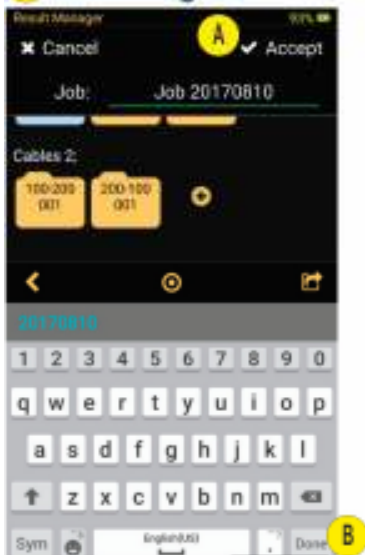 Result Manager 93%
A
✖ Cancel ✔ Accept
Job: Job 20170810
Cables 2:
100-200 001 200-100 001
20170810
1 2 3 4 5 6 7 8 9 0
q w e r t y u i o p
a s d f g h j k l
z x c v b n m
Sym English(US) . Done
B